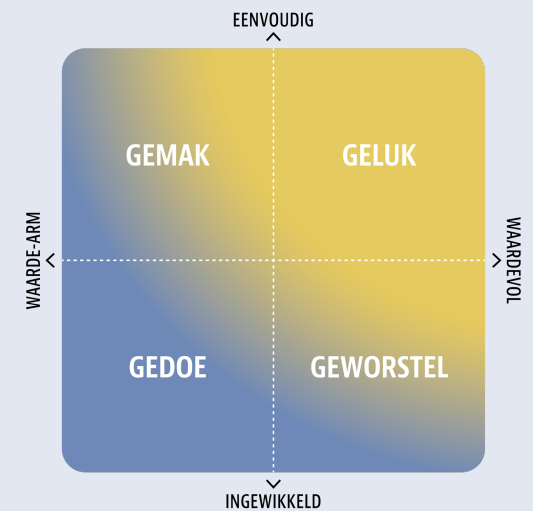 EENVOUDIG
GEMAK
GELUK
WAARDE-ARM
WAARDEVOL
GEDOE
GEWORSTEL
INGEWIKKELD